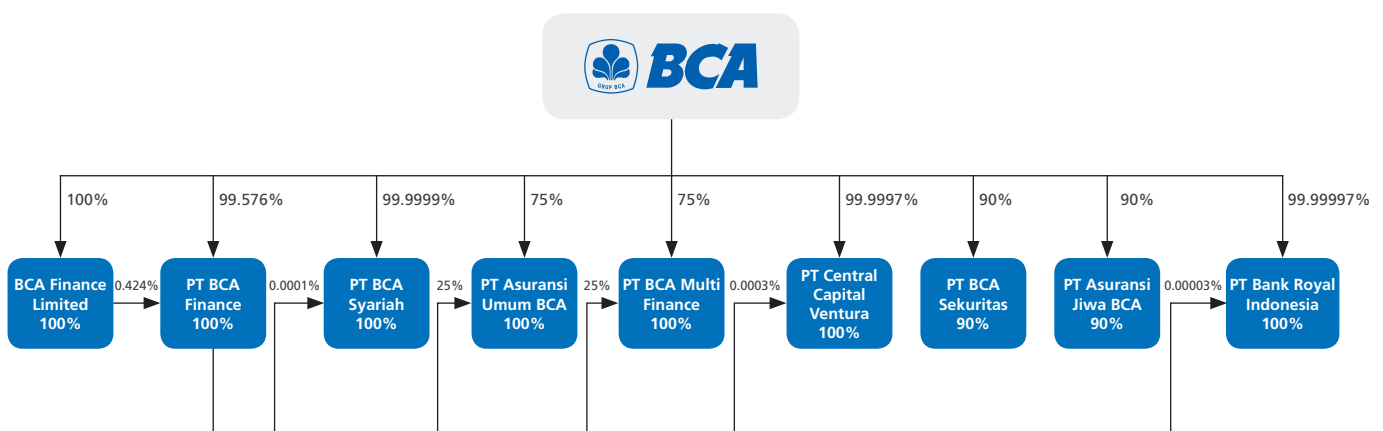 GRUP BCA
BCA
100%
99.576%
99.9999%
75%
75%
99.9997%
90%
90%
99.99997%
BCA Finance
Limited
100%
0.424%
PT BCA
Finance
100%
0.0001%
PT BCA
Syariah
100%
25%
PT Asuransi
Umum BCA
100%
25%
PT BCA Multi
Finance
100%
0.0003%
PT Central
Capital
Ventura
100%
PT BCA
Sekuritas
90%
PT Asuransi
Jiwa BCA
90%
0.00003%
PT Bank Royal
Indonesia
100%